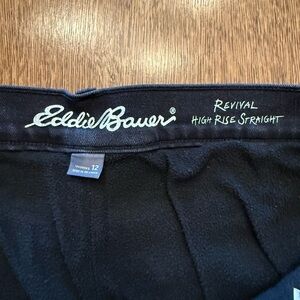 Eddie Bauer®
REVIVAL
HIGH RISE STRAIGHT
12